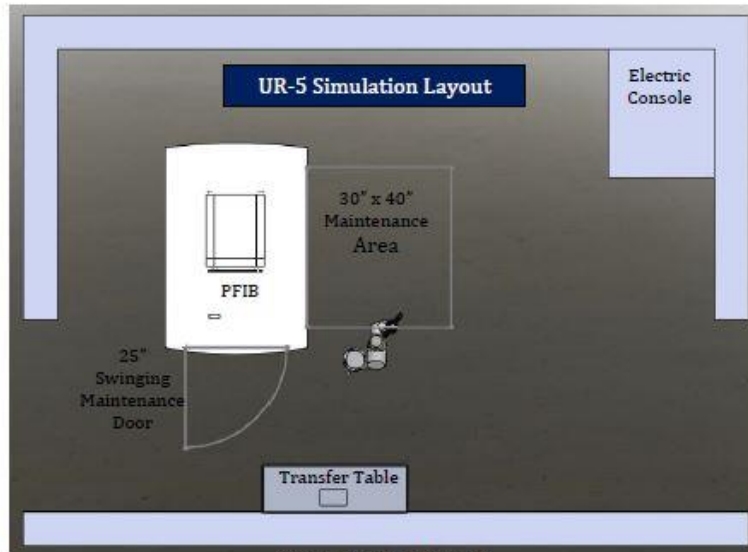 UR-5 Simulation Layout
Electric
Console
30" x 40"
Maintenance
Area
PFIB
25"
Swinging
Maintenance
Door
Transfer Table